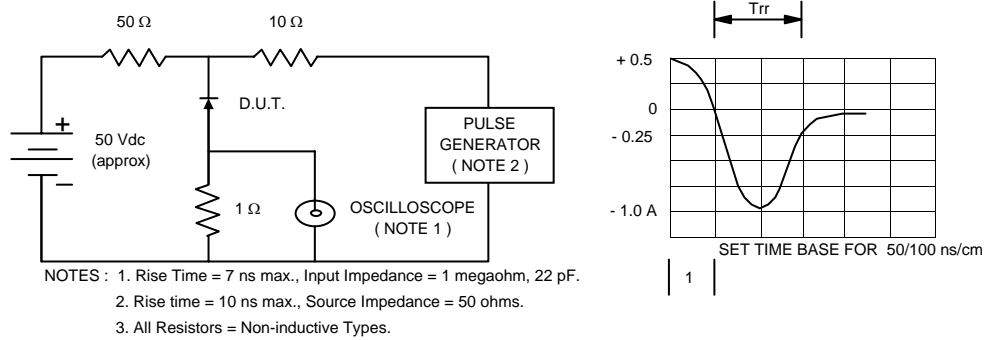 50 Ω
10 Ω
D.U.T.
+
50 Vdc
(approx)
−
1 Ω
PULSE
GENERATOR
( NOTE 2 )
OSCILLOSCOPE
( NOTE 1 )
Trr
+ 0.5
0
- 0.25
- 1.0 A
SET TIME BASE FOR 50/100 ns/cm
1
NOTES : 1. Rise Time = 7 ns max., Input Impedance = 1 megaohm, 22 pF.
2. Rise time = 10 ns max., Source Impedance = 50 ohms.
3. All Resistors = Non-inductive Types.